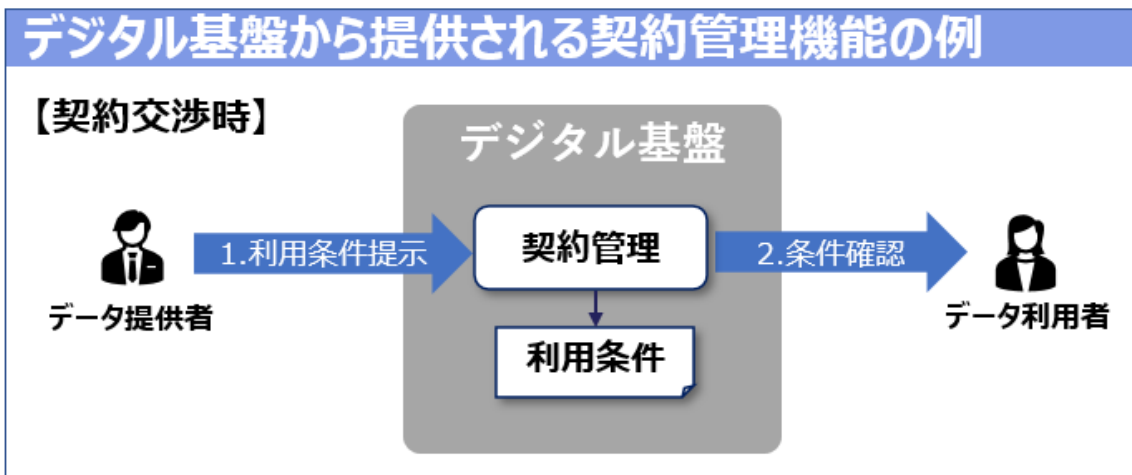 デジタル基盤から提供される契約管理機能の例
【契約交渉時】
デジタル基盤
1.利用条件提示
契約管理
2.条件確認
データ提供者
データ利用者
利用条件